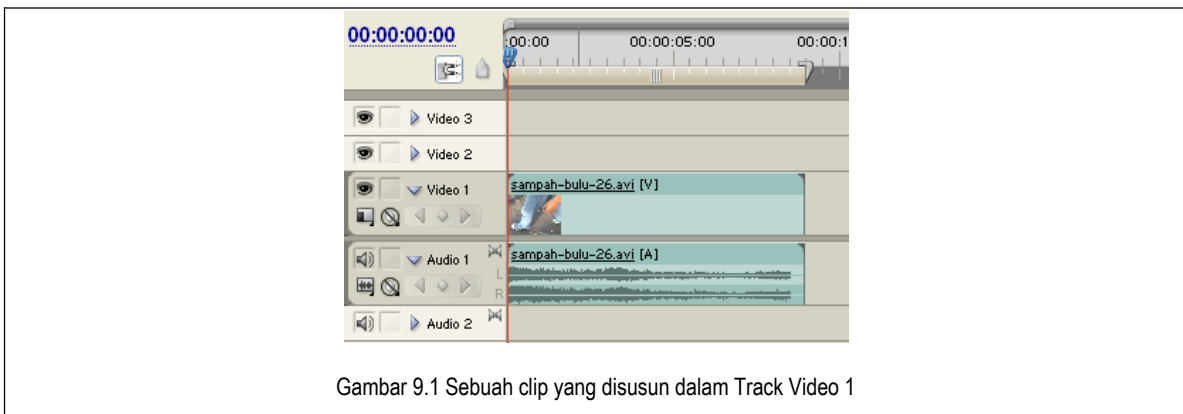 00:00:00:00
:00:00 00:00:05:00 00:00:1
Video 3
Video 2
Video 1
sampah-bulu-26.avi [V]
Audio 1
sampah-bulu-26.avi [A]
L
R
Audio 2
Gambar 9.1 Sebuah clip yang disusun dalam Track Video 1